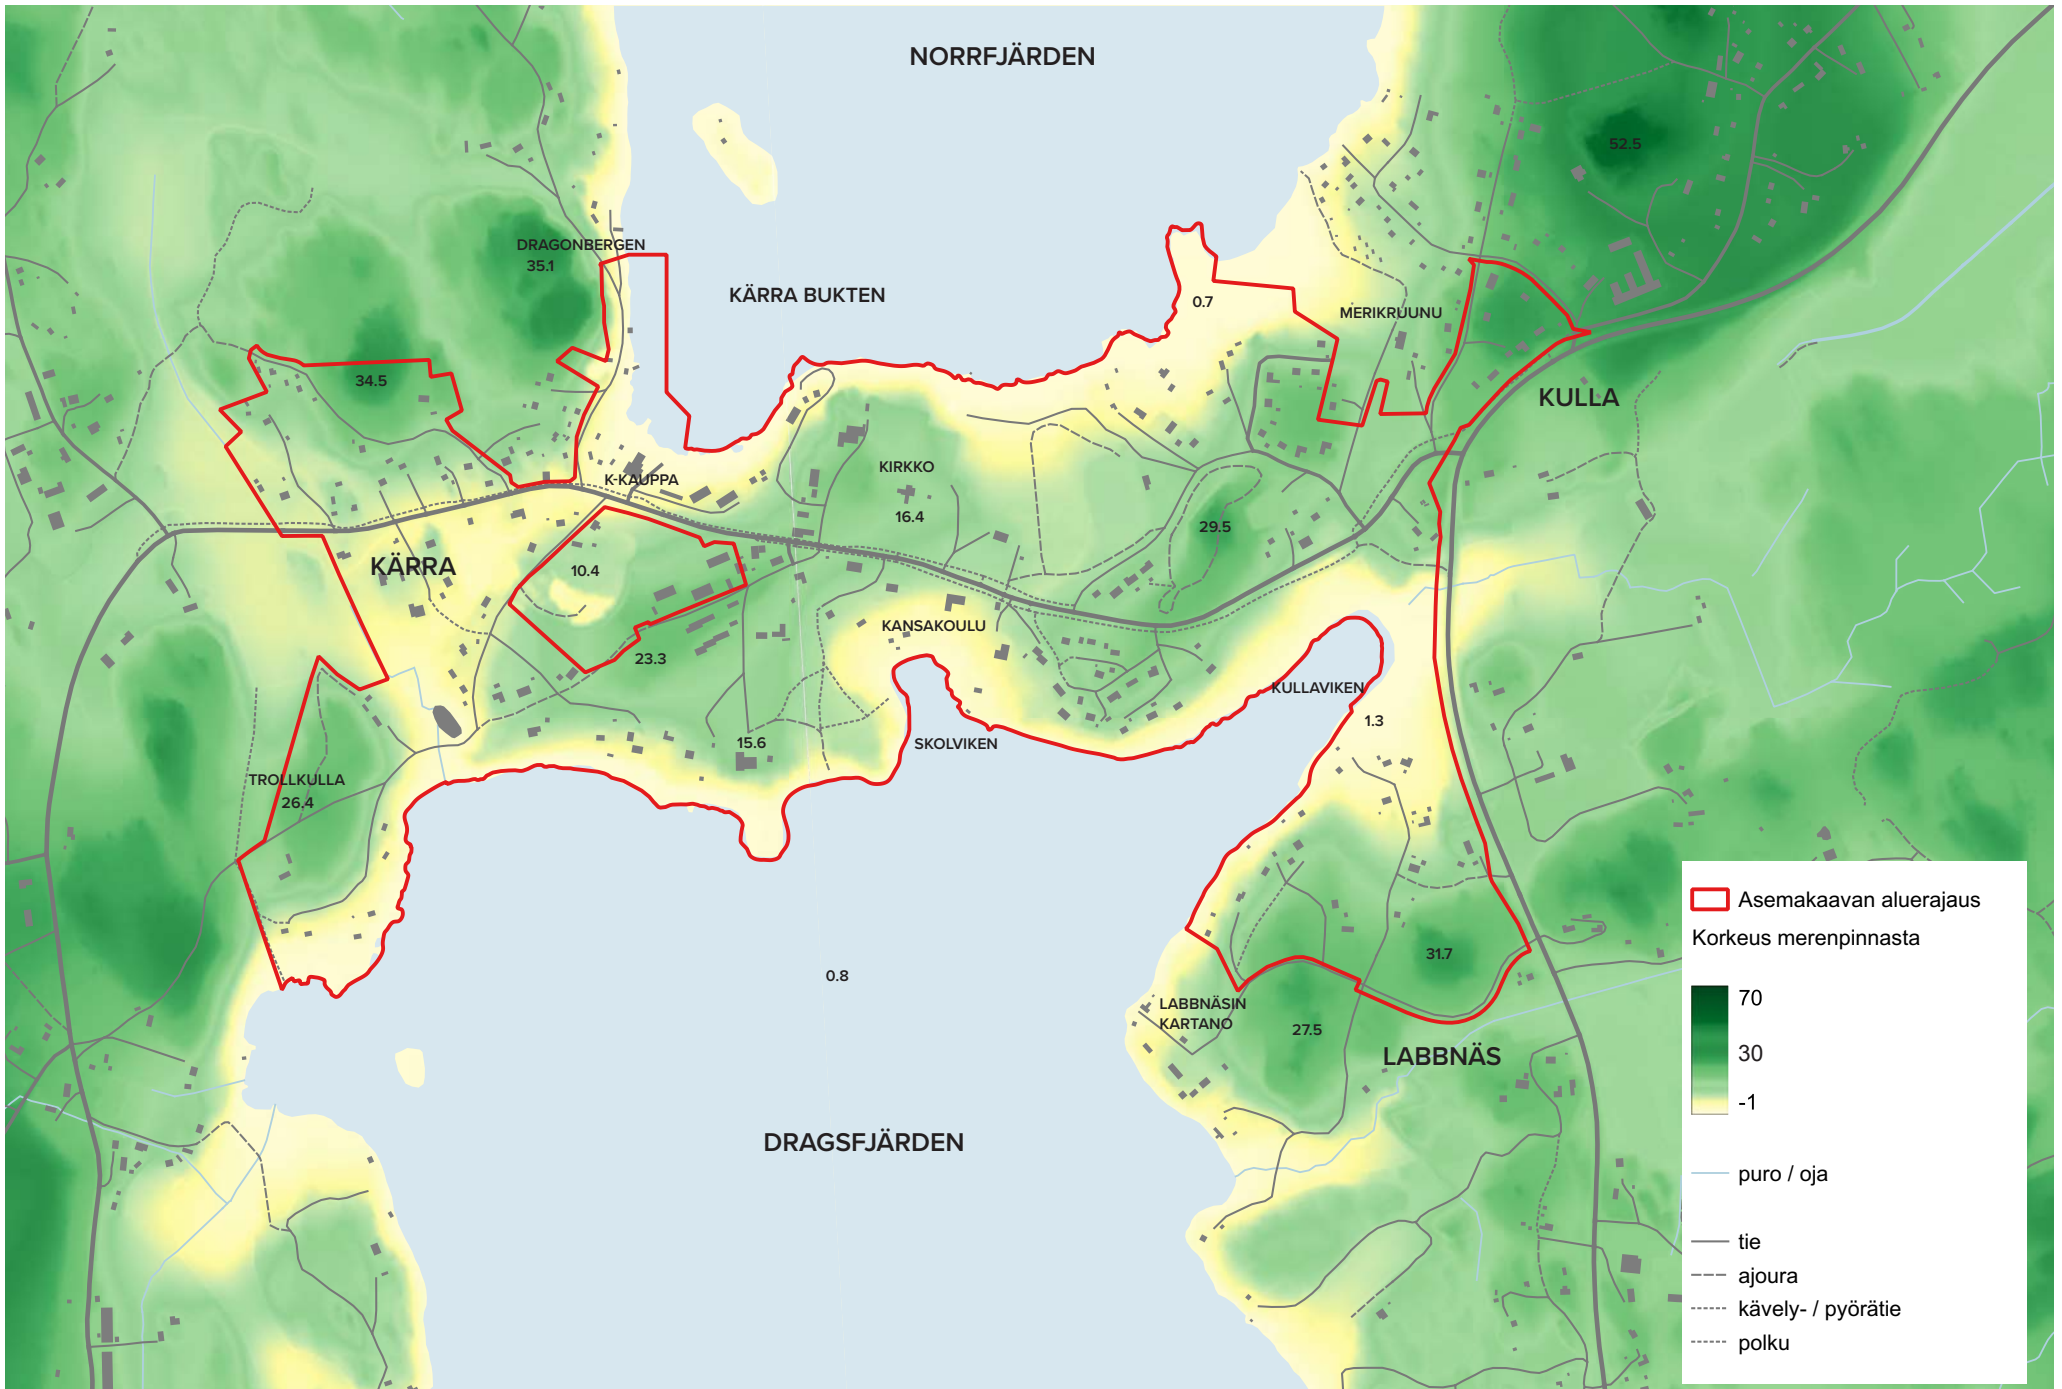 NORRFJÄRDEN
52.5
DRAGONBERGEN
35.1
KÄRRA BUKTEN
0.7
MERIKRUUNU
34.5
KULLA
KIRKKO
16.4
K-KAUPPA
29.5
KÄRRA
10.4
KANSAKOULU
23.3
KULLAVIKEN
1.3
15.6
SKOLVIKEN
TROLLKULLA
26.4
31.7
0.8
LABBNÄSIN
KARTANO
27.5
LABBNÄS
DRAGSFJÄRDEN
Asemakaavan aluerajaus
Korkeus merenpinnasta
70
30
-1
puro / oja
tie
ajoura
kävely- / pyörätie
polku